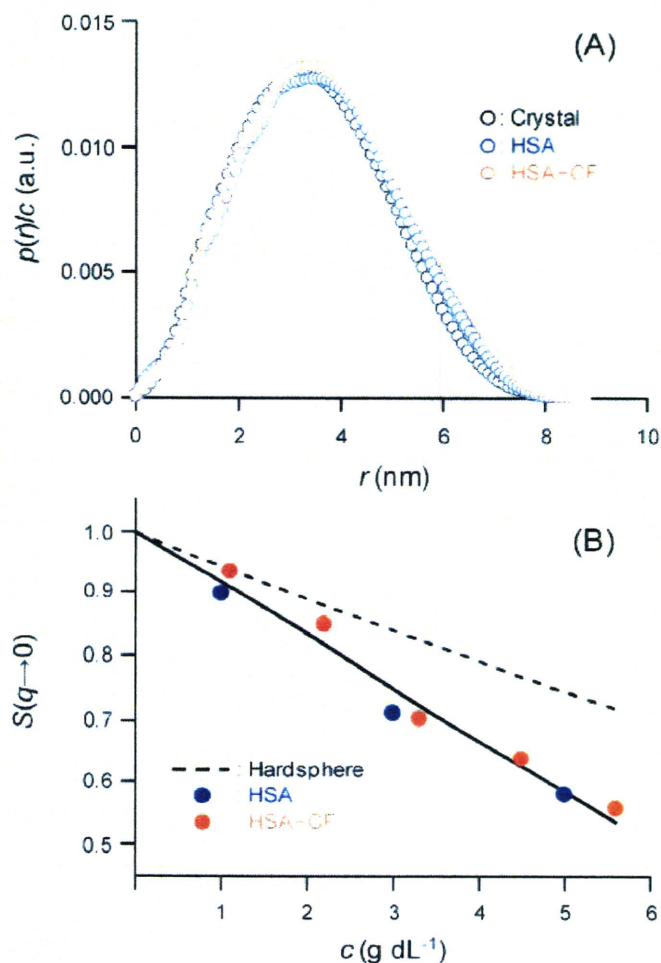 (A)
0.015
0.010
0.005
0.000
p(r)/c (a.u.)
: Crystal
: HSA
: HSA-CF
0 2 4 6 8 10
r (nm)
(B)
1.0
0.9
0.8
0.7
0.6
0.5
S(q→0)
: Hardsphere
: HSA
: HSA-CF
1 2 3 4 5 6
c (g dL⁻¹)